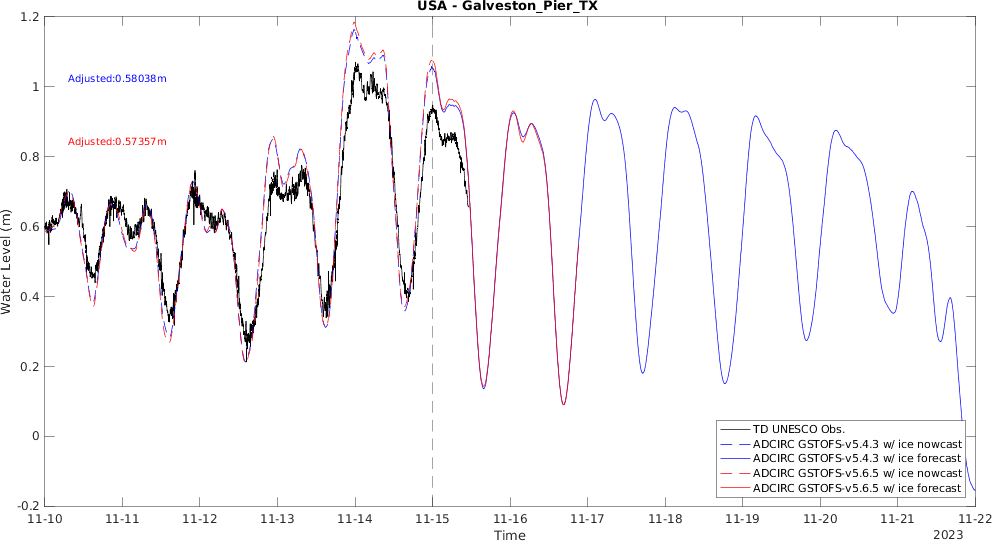 USA - Galveston_Pier_TX
Adjusted:0.58038m
Adjusted:0.57357m
Water Level (m)
1.2
1
0.8
0.6
0.4
0.2
0
-0.2
TD UNESCO Obs.
ADCIRC GSTOFS-v5.4.3 w/ ice nowcast
ADCIRC GSTOFS-v5.4.3 w/ ice forecast
ADCIRC GSTOFS-v5.6.5 w/ ice nowcast
ADCIRC GSTOFS-v5.6.5 w/ ice forecast
11-10 11-11 11-12 11-13 11-14 11-15 11-16 11-17 11-18 11-19 11-20 11-21 11-22
Time
2023